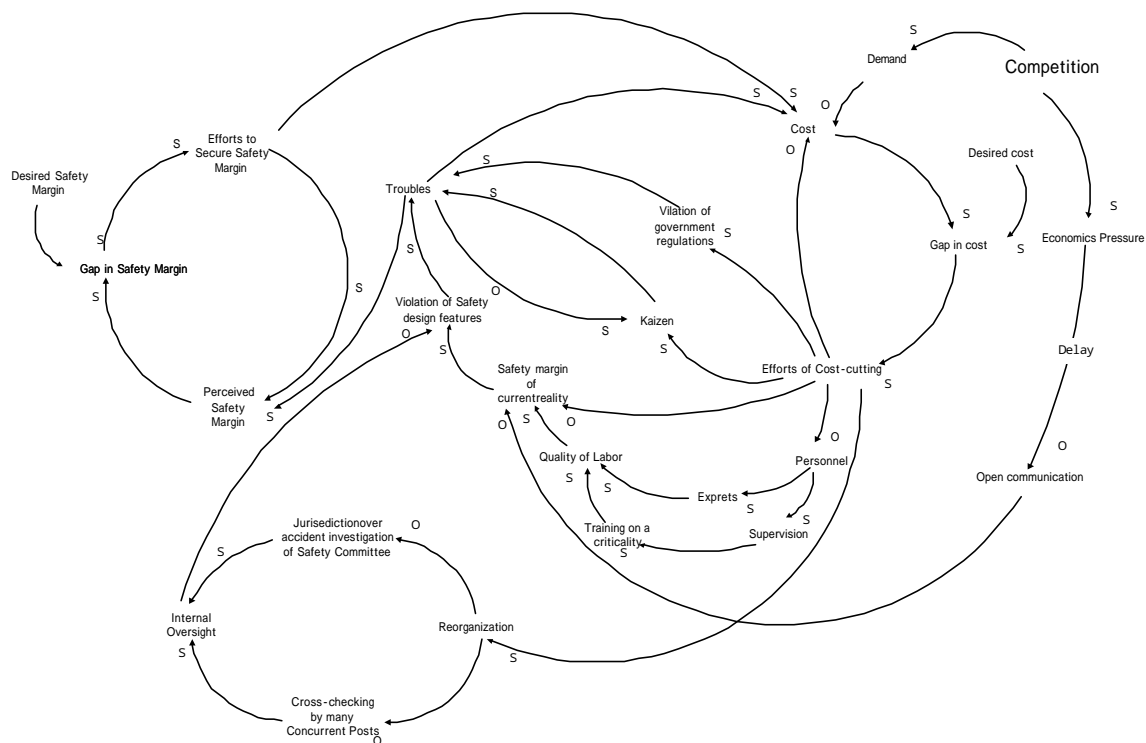 S
Demand
Competition
S
S
O
Cost
O
S
Efforts to
Secure Safety
Margin
Desired cost
Desired Safety
Margin
Troubles
S
S
Vilation of
government
regulations
S
S
S
Economics Pressure
Gap in cost
S
S
S
Gap in Safety Margin
S
S
O
Violation of Safety
design features
O
S
Kaizen
S
S
S
Delay
Safety margin
of
currentreality
Efforts of Cost-cutting
S
Perceived
Safety
Margin
S
O
S
O
O
O
Quality of Labor
S
S
Personnel
Open communication
Exprets
S
Training on a
criticality
S
S
Supervision
Jurisedictionover
accident investigation
of Safety Committee
O
S
Internal
Oversight
S
Reorganization
S
Cross-checking
by many
Concurrent Posts
O